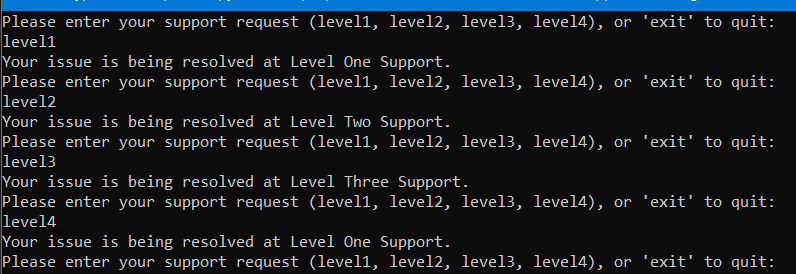 Please enter your support request (level1, level2, level3, level4), or 'exit' to quit:
level1
Your issue is being resolved at Level One Support.
Please enter your support request (level1, level2, level3, level4), or 'exit' to quit:
level2
Your issue is being resolved at Level Two Support.
Please enter your support request (level1, level2, level3, level4), or 'exit' to quit:
level3
Your issue is being resolved at Level Three Support.
Please enter your support request (level1, level2, level3, level4), or 'exit' to quit:
level4
Your issue is being resolved at Level One Support.
Please enter your support request (level1, level2, level3, level4), or 'exit' to quit: